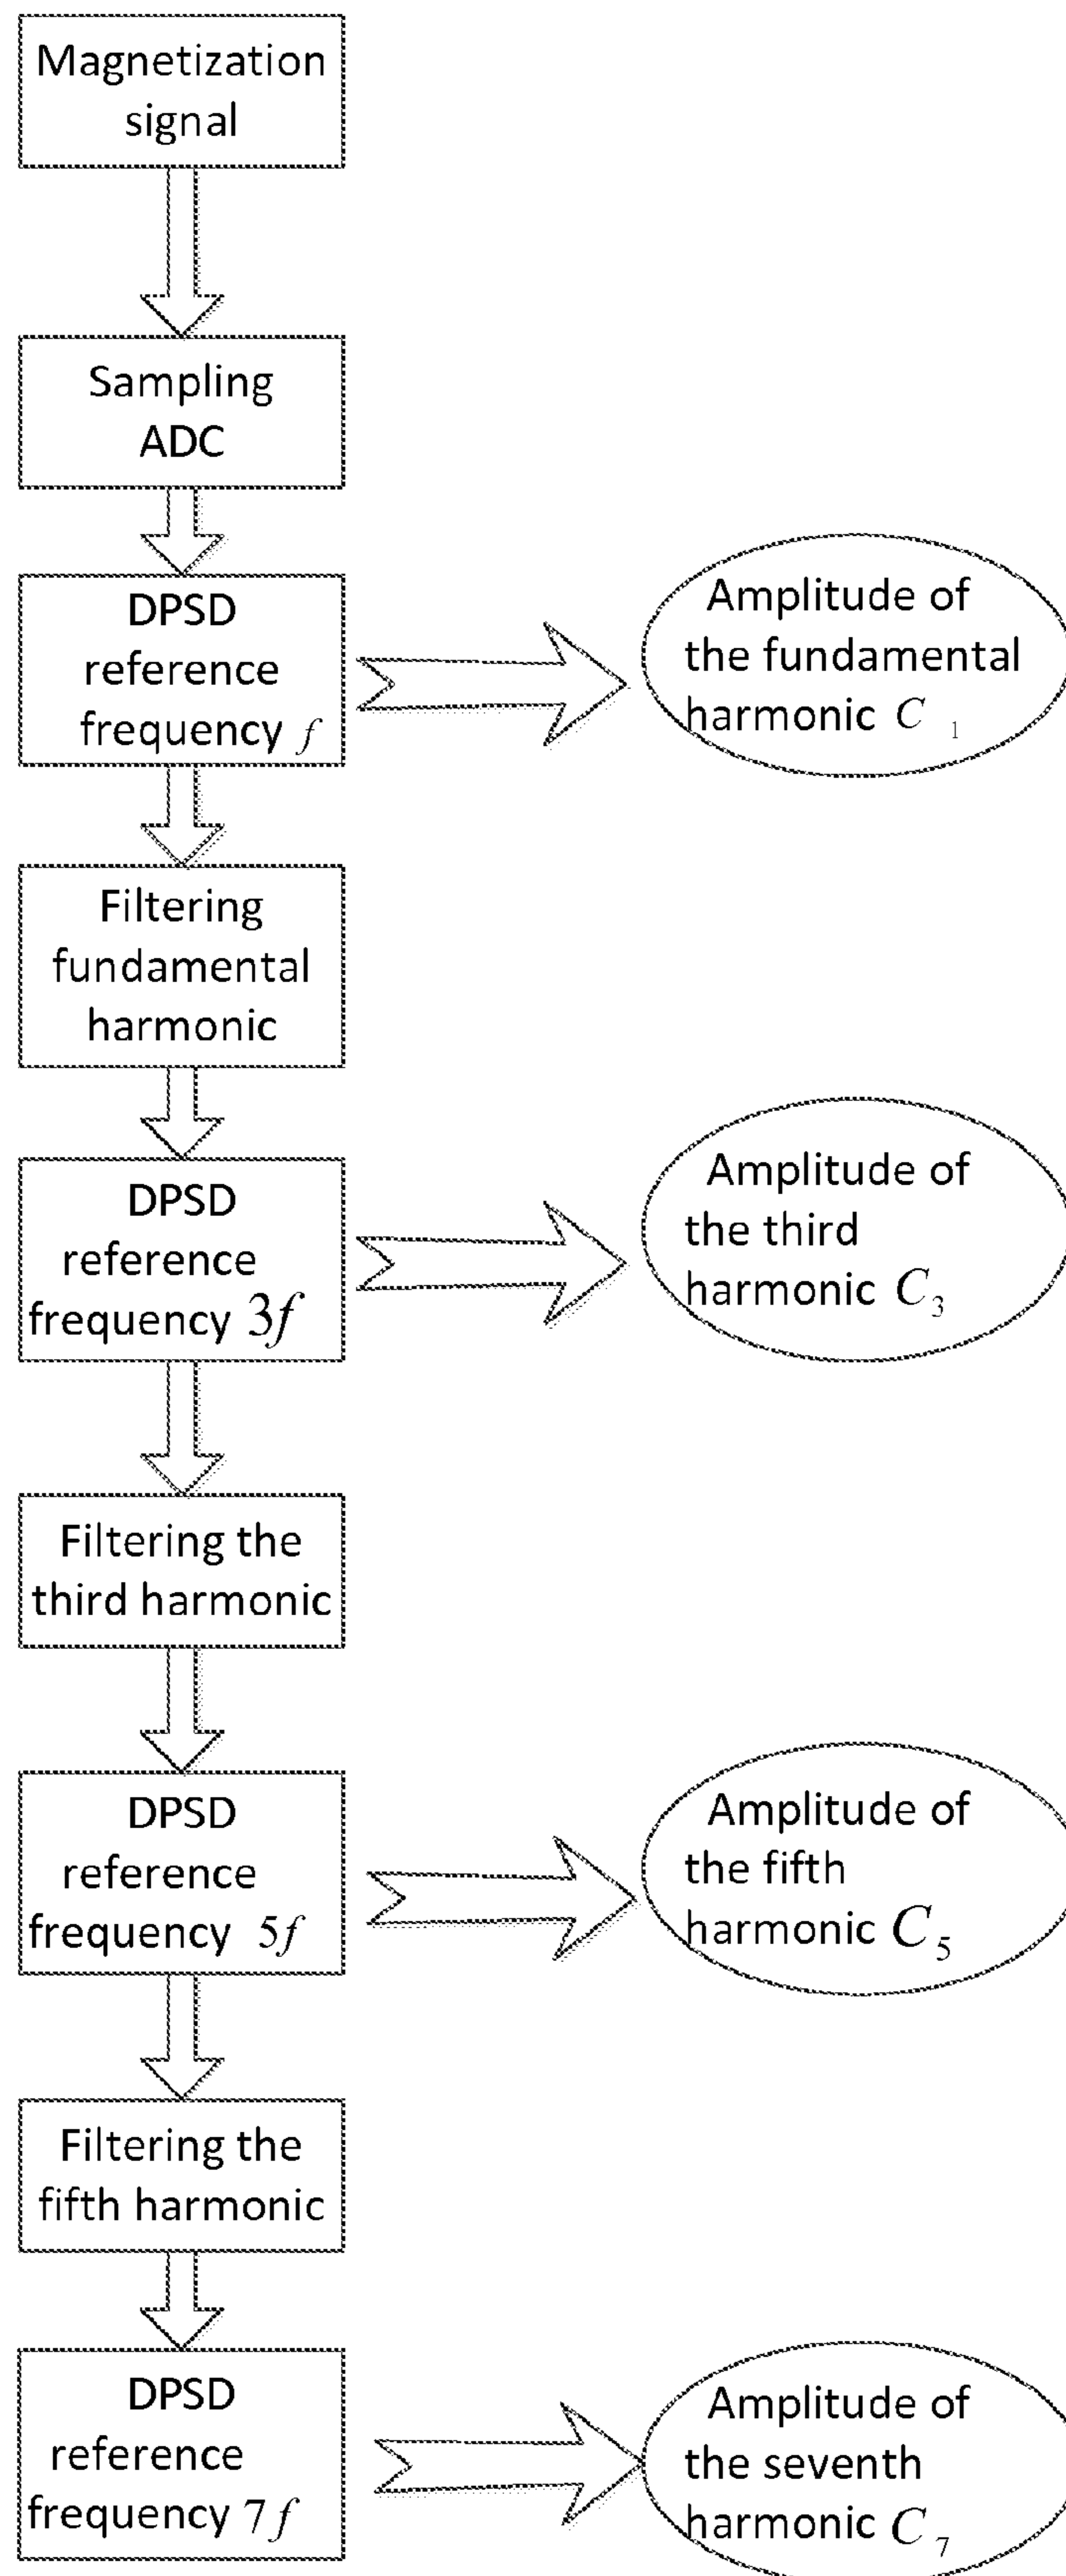 Magnetization
signal
Sampling
ADC
DPSD
reference
frequency f
Amplitude of
the fundamental
harmonic C 1
Filtering
fundamental
harmonic
DPSD
reference
frequency 3f
Amplitude of
the third
harmonic C3
Filtering the
third harmonic
DPSD
reference
frequency 5f
Amplitude of
the fifth
harmonic C5
Filtering the
fifth harmonic
DPSD
reference
frequency 7f
Amplitude of
the seventh
harmonic C7